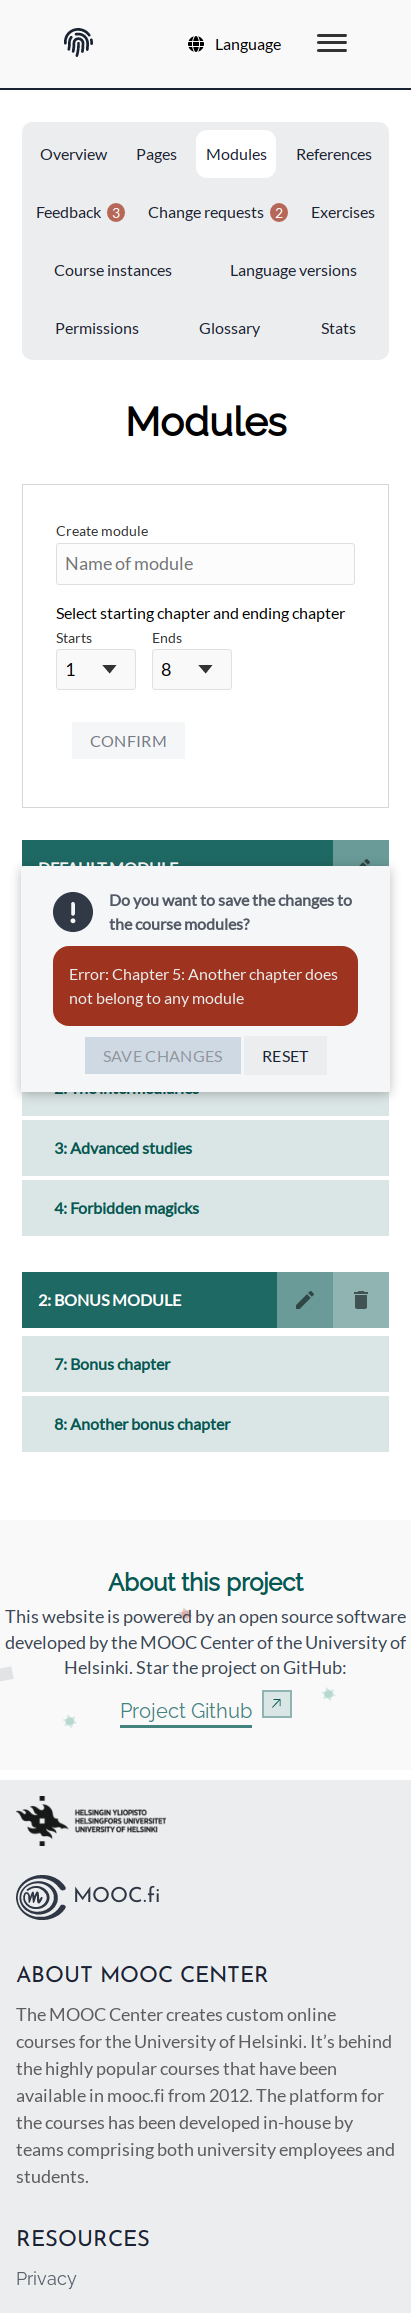 Language
Overview Pages Modules References
Feedback 3 Change requests 2 Exercises
Course instances Language versions
Permissions Glossary Stats
Modules
Create module
Name of module
Select starting chapter and ending chapter
Starts Ends
1 8
CONFIRM
DEFAULT MODULE
Do you want to save the changes to
the course modules?
Error: Chapter 5: Another chapter does
not belong to any module
SAVE CHANGES RESET
2: The intermediaries
3: Advanced studies
4: Forbidden magicks
2: BONUS MODULE
7: Bonus chapter
8: Another bonus chapter
About this project
This website is powered by an open source software
developed by the MOOC Center of the University of
Helsinki. Star the project on GitHub:
Project Github
HELSINGIN YLIOPISTO
HELSINGFORS UNIVERSITET
UNIVERSITY OF HELSINKI
MOOC.fi
ABOUT MOOC CENTER
The MOOC Center creates custom online
courses for the University of Helsinki. It’s behind
the highly popular courses that have been
available in mooc.fi from 2012. The platform for
the courses has been developed in-house by
teams comprising both university employees and
students.
RESOURCES
Privacy